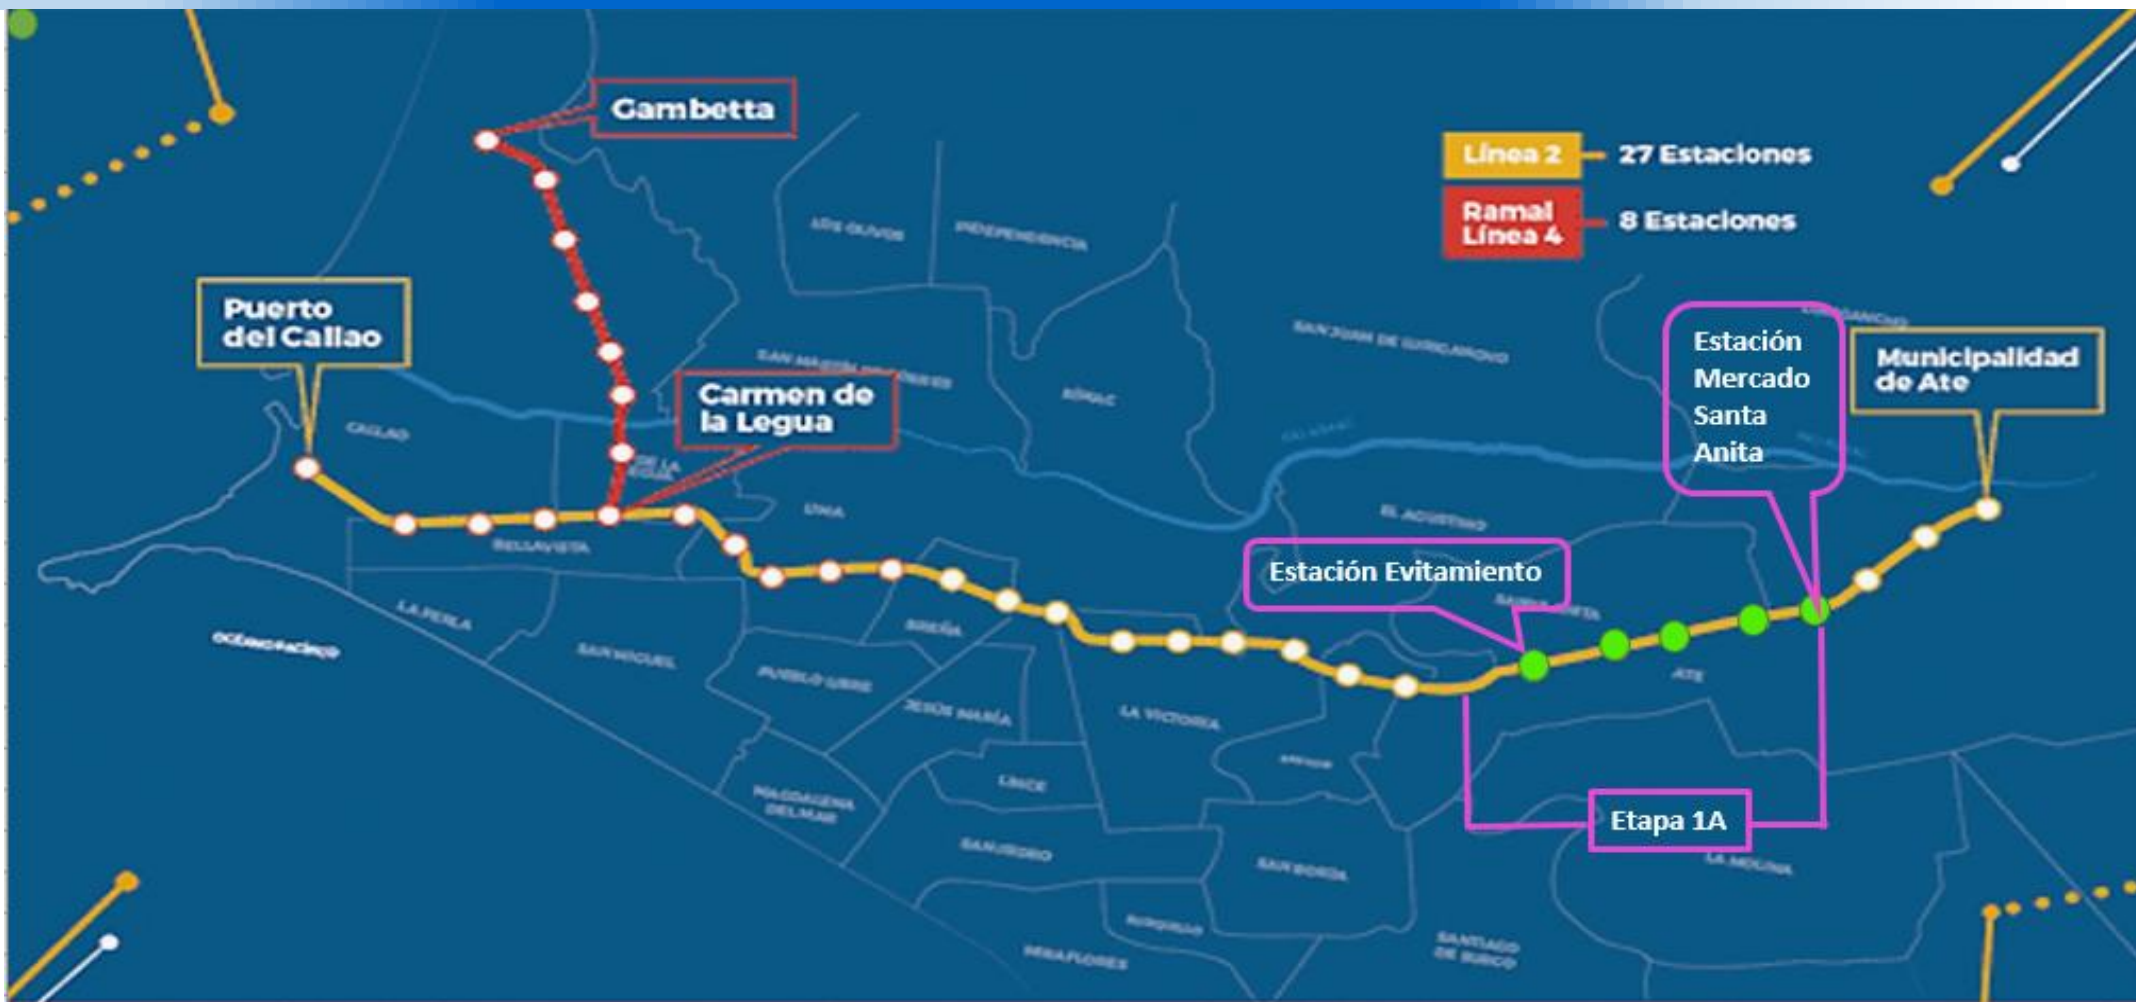 Gambetta
Línea 2
27 Estaciones
Ramal
Línea 4
8 Estaciones
LOS OLIVOS
INDEPENDENCIA
Puerto
del Callao
SAN JUAN DE LURIGANCHO
Estación
Mercado
Santa
Anita
Municipalidad
de Ate
Carmen de
la Legua
RÍMAC
CALLAO
DE LA
LIMA
EL AGUSTINO
BELLAVISTA
Estación Evitamiento
LA PERLA
BREÑA
SAN MIGUEL
PUEBLO LIBRE
JESÚS MARÍA
LA VICTORIA
ATE
LINCE
MAGDALENA
DEL MAR
Etapa 1A
SAN ISIDRO
SAN BORJA
LA MOLINA
SURQUILLO
MIRAFLORES
SANTIAGO
DE SURCO